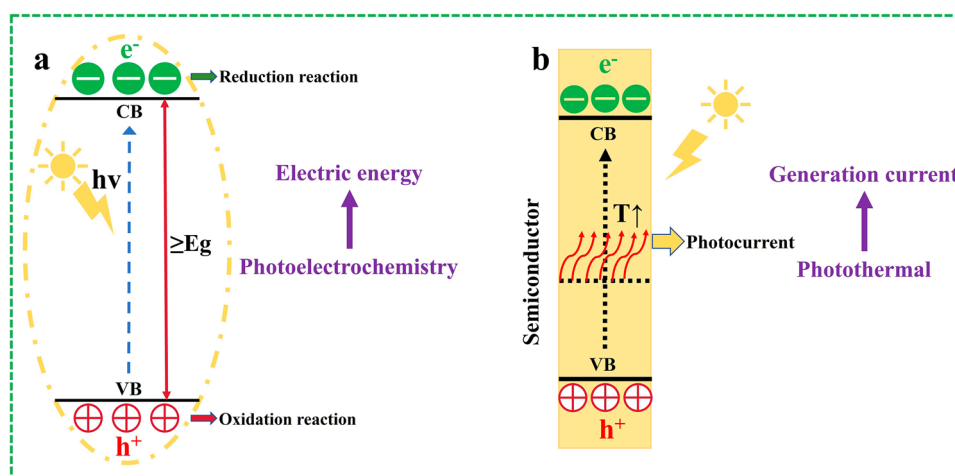 a
e⁻
Reduction reaction
CB
hv
≥Eg
Electric energy
Photoelectrochemistry
VB
Oxidation reaction
h⁺
b
e⁻
CB
T↑
Photocurrent
Semiconductor
VB
h⁺
Generation current
Photothermal